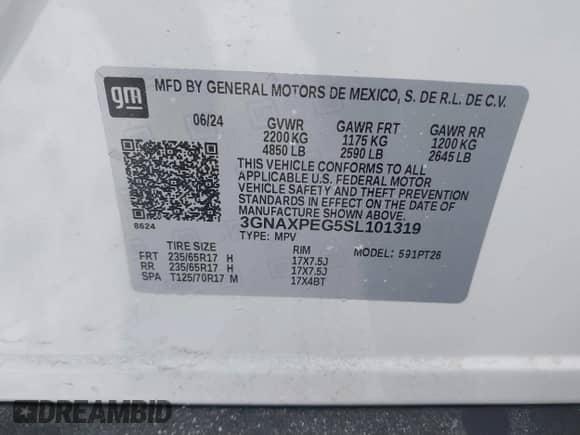 gm
MFD BY GENERAL MOTORS DE MEXICO, S. DE R.L. DE C.V.
06/24 GVWR GAWR FRT GAWR RR
2200 KG 1175 KG 1200 KG
4850 LB 2590 LB 2645 LB
THIS VEHICLE CONFORMS TO ALL
APPLICABLE U.S. FEDERAL MOTOR
VEHICLE SAFETY AND THEFT PREVENTION
STANDARDS IN EFFECT ON THE DATE OF
MANUFACTURE SHOWN ABOVE.
8624 3GNAXPEG5SL101319
TYPE: MPV MODEL: 591PT26
TIRE SIZE RIM
FRT 235/65R17 H 17X7.5J
RR 235/65R17 H 17X7.5J
SPA T125/70R17 M 17X4BT
DREAMBID